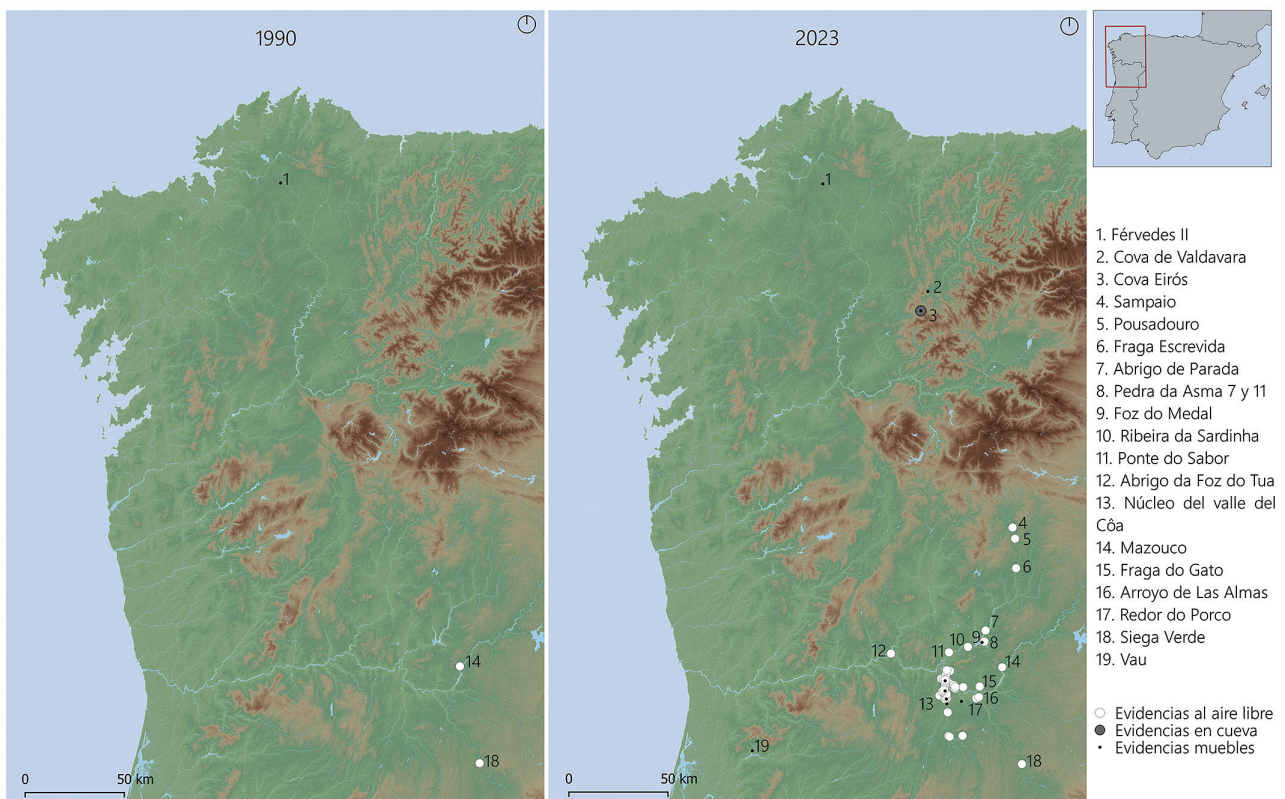 1990
1
14
18
0
50 km
2023
1
2
3
4
5
6
7
9
8
10
11
12
14
15
13
16
17
19
18
0
50 km
1. Férvedes II
2. Cova de Valdavara
3. Cova Eirós
4. Sampaio
5. Pousadouro
6. Fraga Escrevida
7. Abrigo de Parada
8. Pedra da Asma 7 y 11
9. Foz do Medal
10. Ribeira da Sardinha
11. Ponte do Sabor
12. Abrigo da Foz do Tua
13. Núcleo del valle del
Côa
14. Mazouco
15. Fraga do Gato
16. Arroyo de Las Almas
17. Redor do Porco
18. Siega Verde
19. Vau
Evidencias al aire libre
Evidencias en cueva
Evidencias muebles